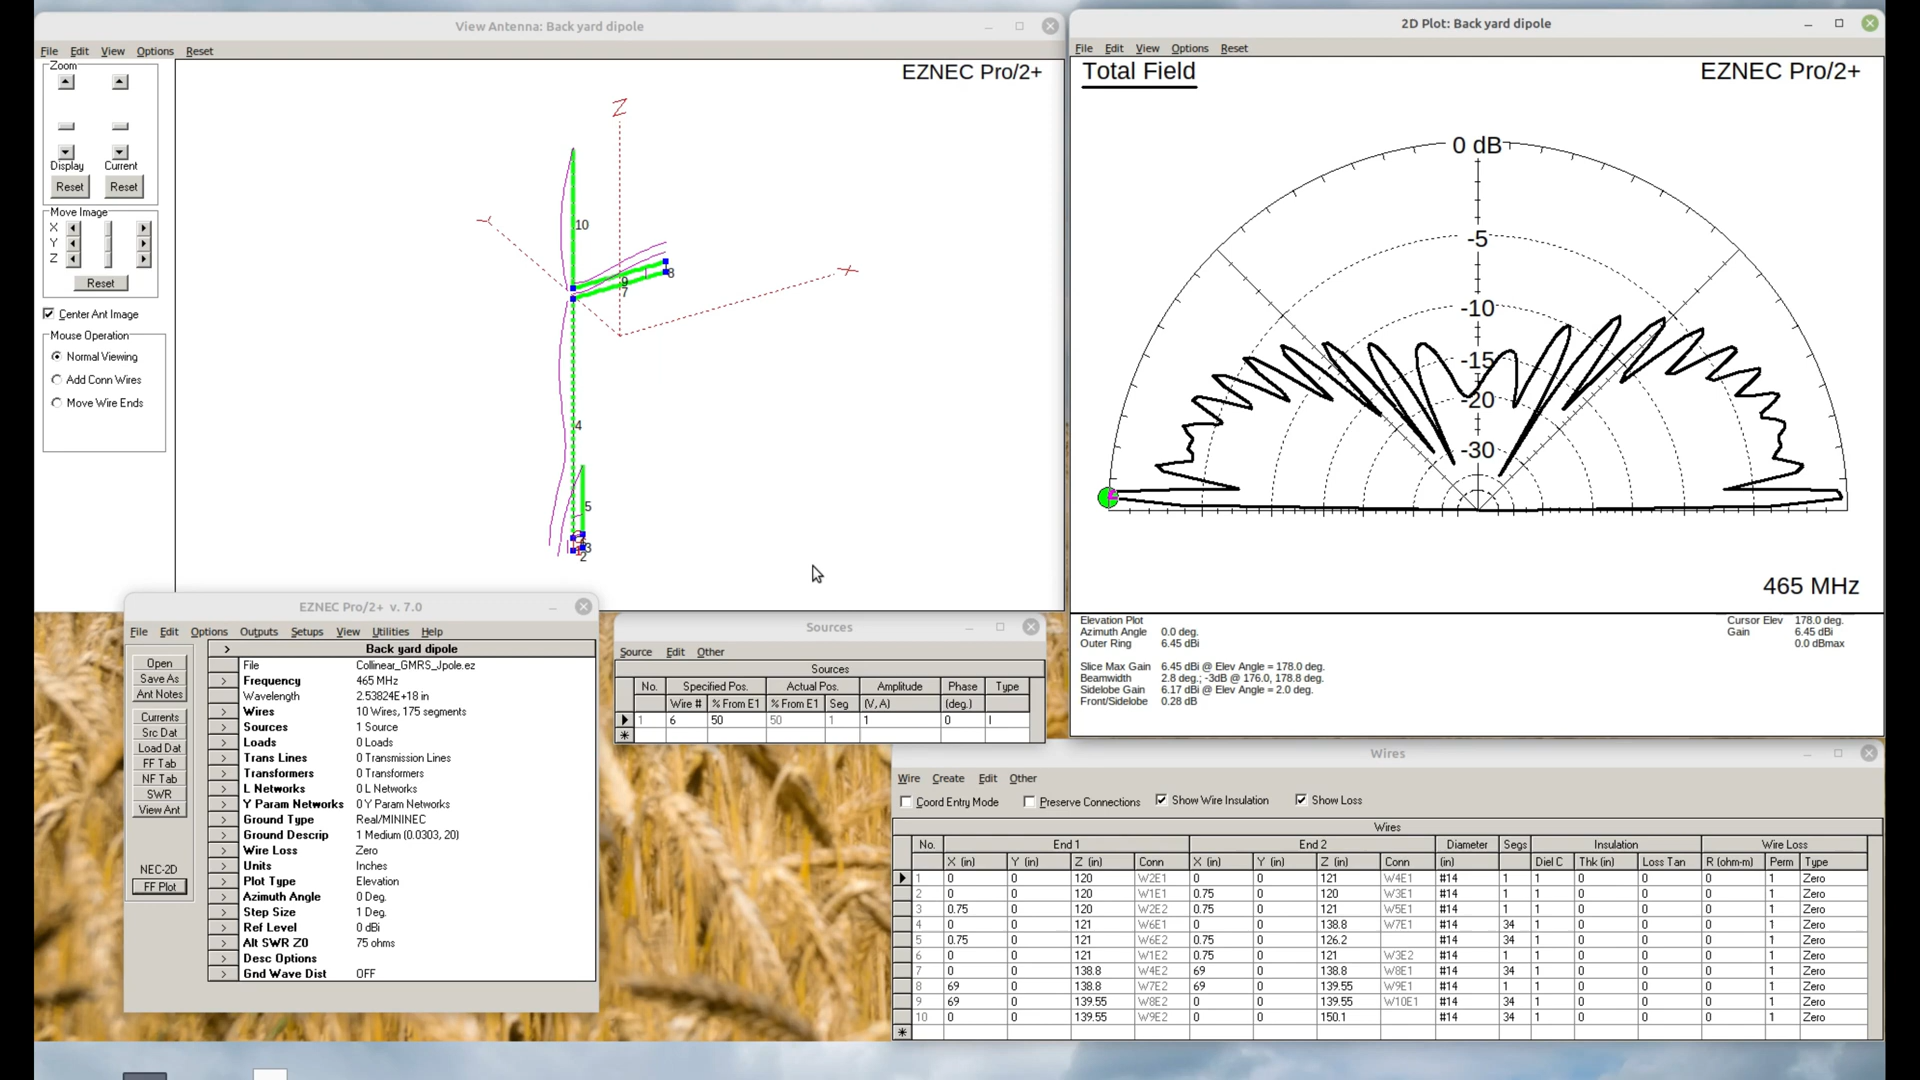 View Antenna: Back yard dipole
File Edit View Options Reset
Zoom
Display Current
Reset Reset
Move Image
X
Y
Z
Reset
Center Ant Image
Mouse Operation
Normal Viewing
Add Conn Wires
Move Wire Ends
EZNEC Pro/2+
Z
Y
X
10
8
9
7
4
5
3
2
2D Plot: Back yard dipole
File Edit View Options Reset
Total Field
EZNEC Pro/2+
0 dB
-5
-10
-15
-20
-30
465 MHz
Elevation Plot
Azimuth Angle 0.0 deg.
Outer Ring 6.45 dBi
Slice Max Gain 6.45 dBi @ Elev Angle = 178.0 deg.
Beamwidth 2.8 deg.; -3dB @ 176.0, 178.8 deg.
Sidelobe Gain 6.17 dBi @ Elev Angle = 2.0 deg.
Front/Sidelobe 0.28 dB
Cursor Elev 178.0 deg.
Gain 6.45 dBi
0.0 dBmax
EZNEC Pro/2+ v. 7.0
File Edit Options Outputs Setups View Utilities Help
Open
Save As
Ant Notes
Currents
Src Dat
Load Dat
FF Tab
NF Tab
SWR
View Ant
NEC-2D
FF Plot
> Back yard dipole
File Collinear_GMRS_Jpole.ez
> Frequency 465 MHz
Wavelength 2.53824E+18 in
> Wires 10 Wires, 175 segments
> Sources 1 Source
> Loads 0 Loads
> Trans Lines 0 Transmission Lines
> Transformers 0 Transformers
> L Networks 0 L Networks
> Y Param Networks 0 Y Param Networks
> Ground Type Real/MININEC
> Ground Descrip 1 Medium (0.0303, 20)
> Wire Loss Zero
> Units Inches
> Plot Type Elevation
> Azimuth Angle 0 Deg.
> Step Size 1 Deg.
> Ref Level 0 dBi
> Alt SWR Z0 75 ohms
> Desc Options
> Gnd Wave Dist OFF
Sources
Source Edit Other
Sources
No. Specified Pos. Actual Pos. Amplitude Phase Type
Wire # % From E1 % From E1 Seg (V, A) (deg.)
1 6 50 50 1 1 0 I
Wires
Wire Create Edit Other
Coord Entry Mode Preserve Connections Show Wire Insulation Show Loss
Wires
No. End 1 End 2 Diameter Segs Insulation Wire Loss
X (in) Y (in) Z (in) Conn X (in) Y (in) Z (in) Conn (in) Diel C Thk (in) Loss Tan R (ohm-m) Perm Type
1 0 0 120 W2E1 0 0 121 W4E1 #14 1 1 0 0 0 1 Zero
2 0 0 120 W1E1 0.75 0 120 W3E1 #14 1 1 0 0 0 1 Zero
3 0.75 0 120 W2E2 0.75 0 121 W5E1 #14 1 1 0 0 0 1 Zero
4 0 0 121 W6E1 0 0 138.8 W7E1 #14 34 1 0 0 0 1 Zero
5 0.75 0 121 W6E2 0.75 0 126.2 #14 34 1 0 0 0 1 Zero
6 0 0 121 W1E2 0.75 0 121 W3E2 #14 1 1 0 0 0 1 Zero
7 0 0 138.8 W4E2 69 0 138.8 W8E1 #14 34 1 0 0 0 1 Zero
8 69 0 138.8 W7E2 69 0 139.55 W9E1 #14 1 1 0 0 0 1 Zero
9 69 0 139.55 W8E2 0 0 139.55 W10E1 #14 34 1 0 0 0 1 Zero
10 0 0 139.55 W9E2 0 0 150.1 #14 34 1 0 0 0 1 Zero